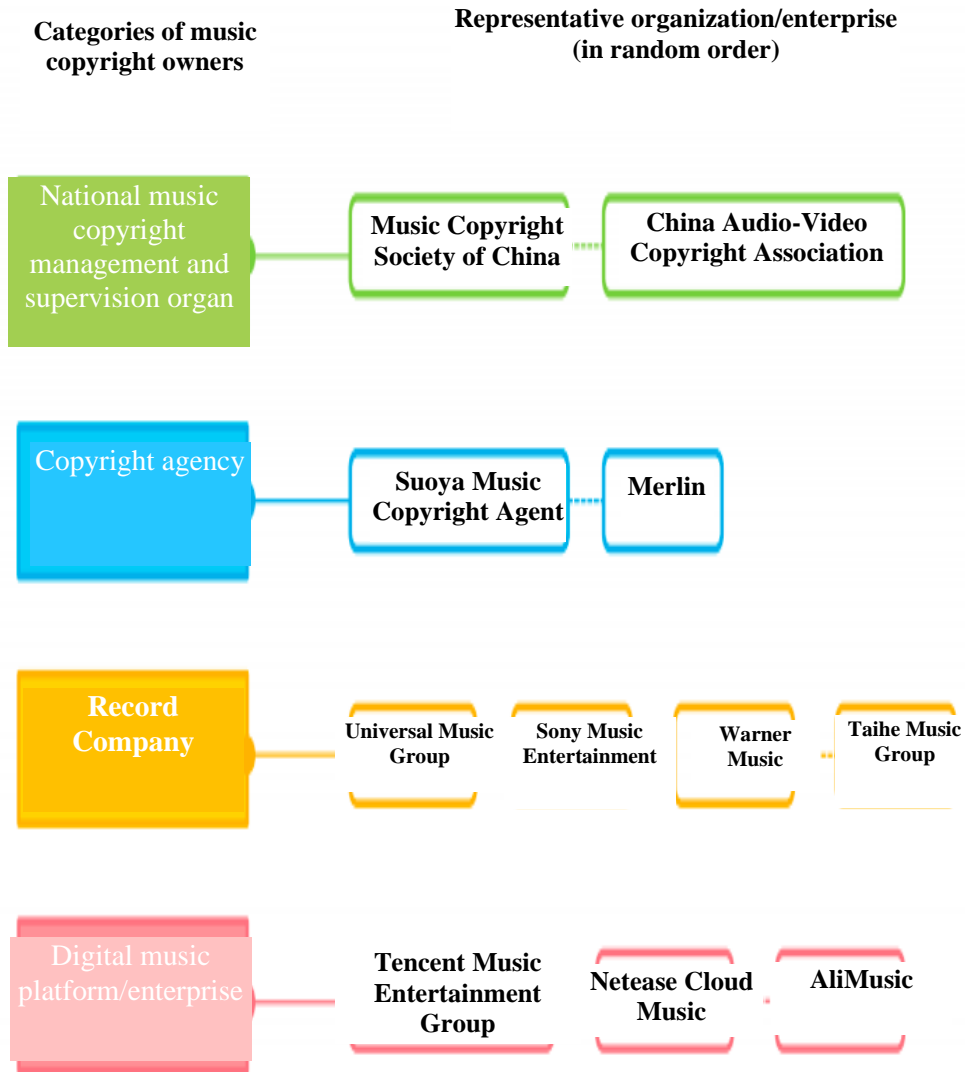 Categories of music
copyright owners
Representative organization/enterprise
(in random order)
National music
copyright
management and
supervision organ
Music Copyright
Society of China
China Audio-Video
Copyright Association
Copyright agency
Suoya Music
Copyright Agent
Merlin
Record
Company
Universal Music
Group
Sony Music
Entertainment
Warner
Music
Taihe Music
Group
Digital music
platform/enterprise
Tencent Music
Entertainment
Group
Netease Cloud
Music
AliMusic